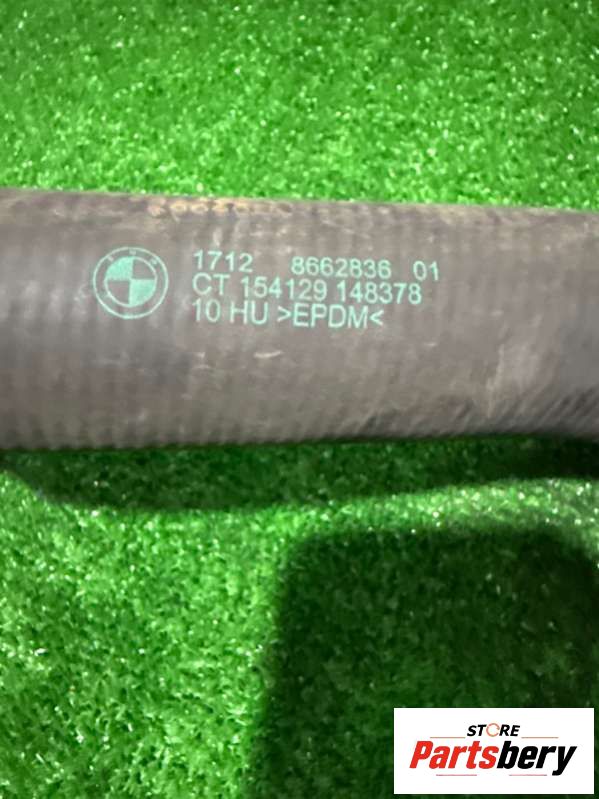 1712 8662836 01
CT 154129 148378
10 HU >EPDM<
STORE
Partsbery